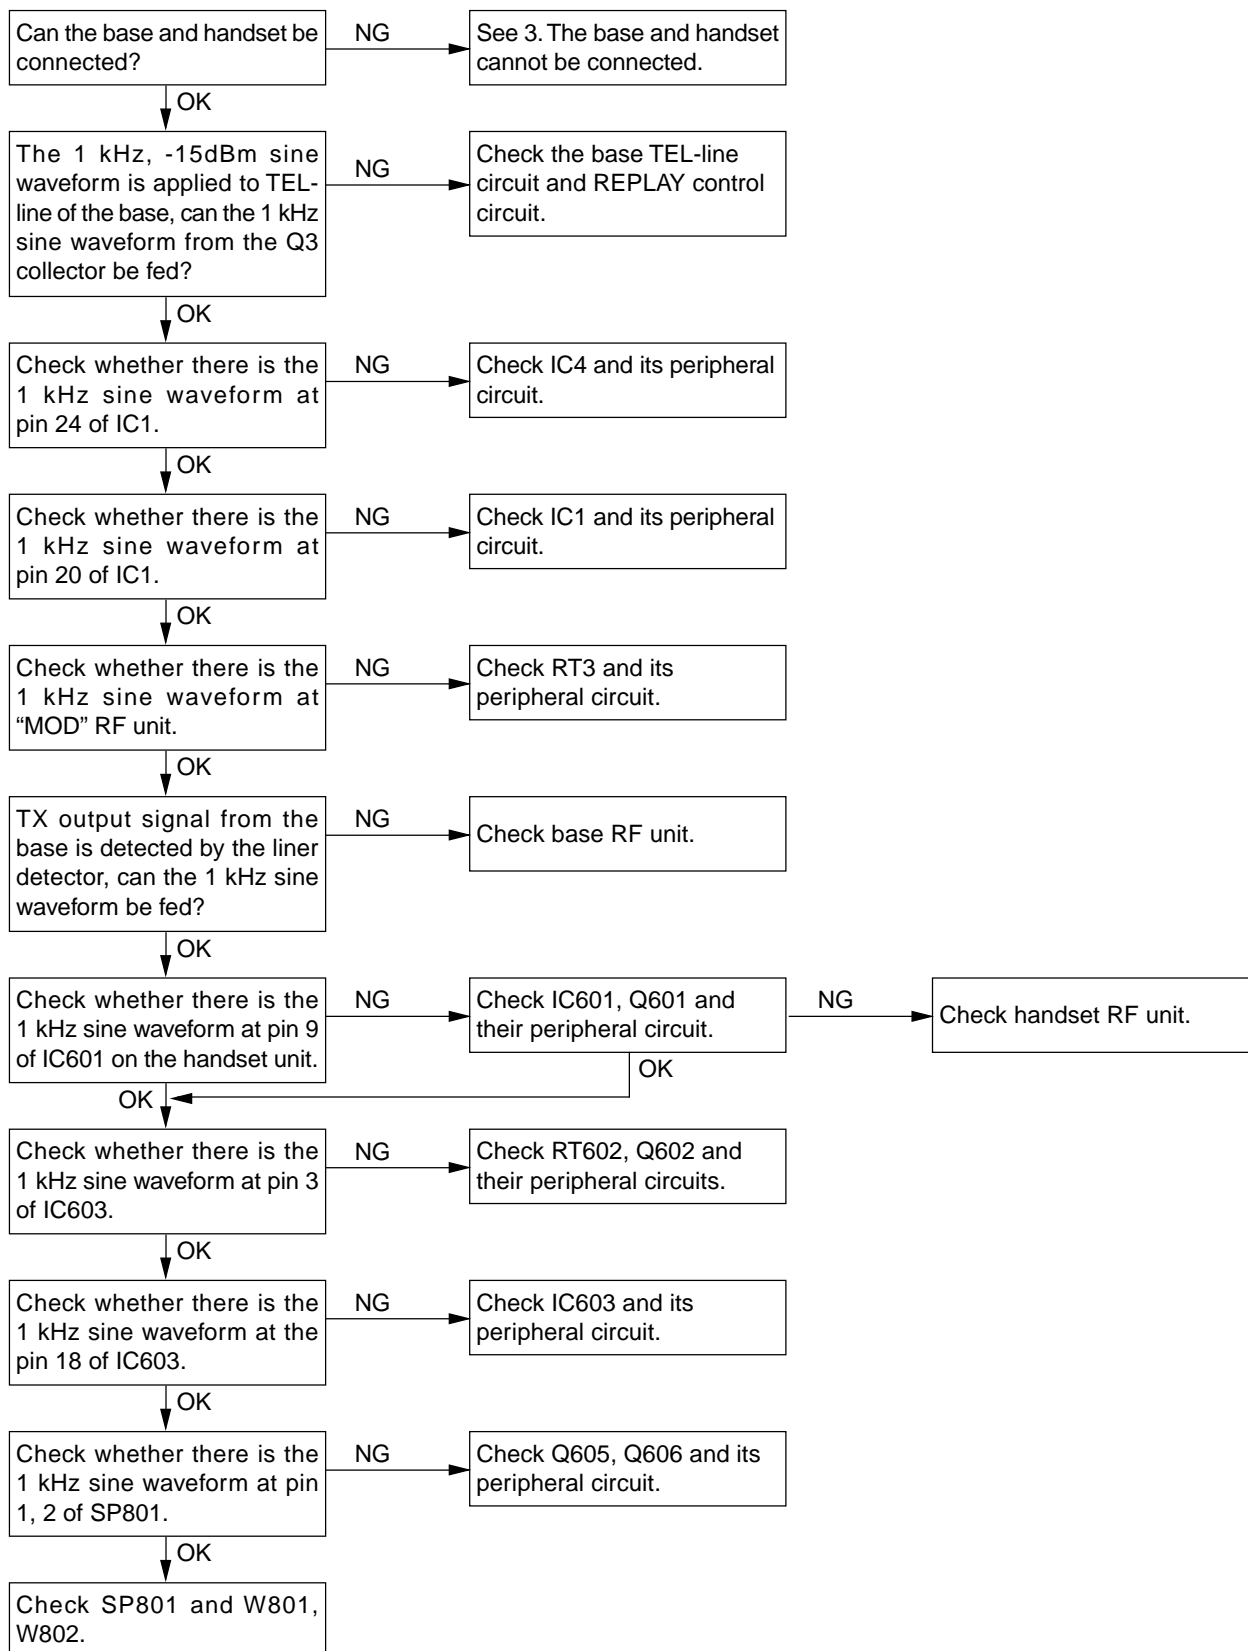 Can the base and handset be
connected?
NG
See 3. The base and handset
cannot be connected.
OK
The 1 kHz, -15dBm sine
waveform is applied to TEL-
line of the base, can the 1 kHz
sine waveform from the Q3
collector be fed?
NG
Check the base TEL-line
circuit and REPLAY control
circuit.
OK
Check whether there is the
1 kHz sine waveform at
pin 24 of IC1.
NG
Check IC4 and its peripheral
circuit.
OK
Check whether there is the
1 kHz sine waveform at
pin 20 of IC1.
NG
Check IC1 and its peripheral
circuit.
OK
Check whether there is the
1 kHz sine waveform at
“MOD” RF unit.
NG
Check RT3 and its
peripheral circuit.
OK
TX output signal from the
base is detected by the liner
detector, can the 1 kHz sine
waveform be fed?
NG
Check base RF unit.
OK
Check whether there is the
1 kHz sine waveform at pin 9
of IC601 on the handset unit.
NG
Check IC601, Q601 and
their peripheral circuit.
NG
Check handset RF unit.
OK
OK
Check whether there is the
1 kHz sine waveform at pin 3
of IC603.
NG
Check RT602, Q602 and
their peripheral circuits.
OK
Check whether there is the
1 kHz sine waveform at the
pin 18 of IC603.
NG
Check IC603 and its
peripheral circuit.
OK
Check whether there is the
1 kHz sine waveform at pin
1, 2 of SP801.
NG
Check Q605, Q606 and its
peripheral circuit.
OK
Check SP801 and W801,
W802.